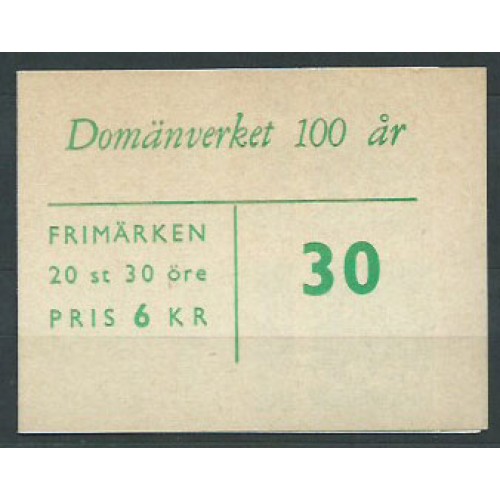 Domänverket 100 år
FRIMÄRKEN
20 st 30 öre
PRIS 6 KR
30